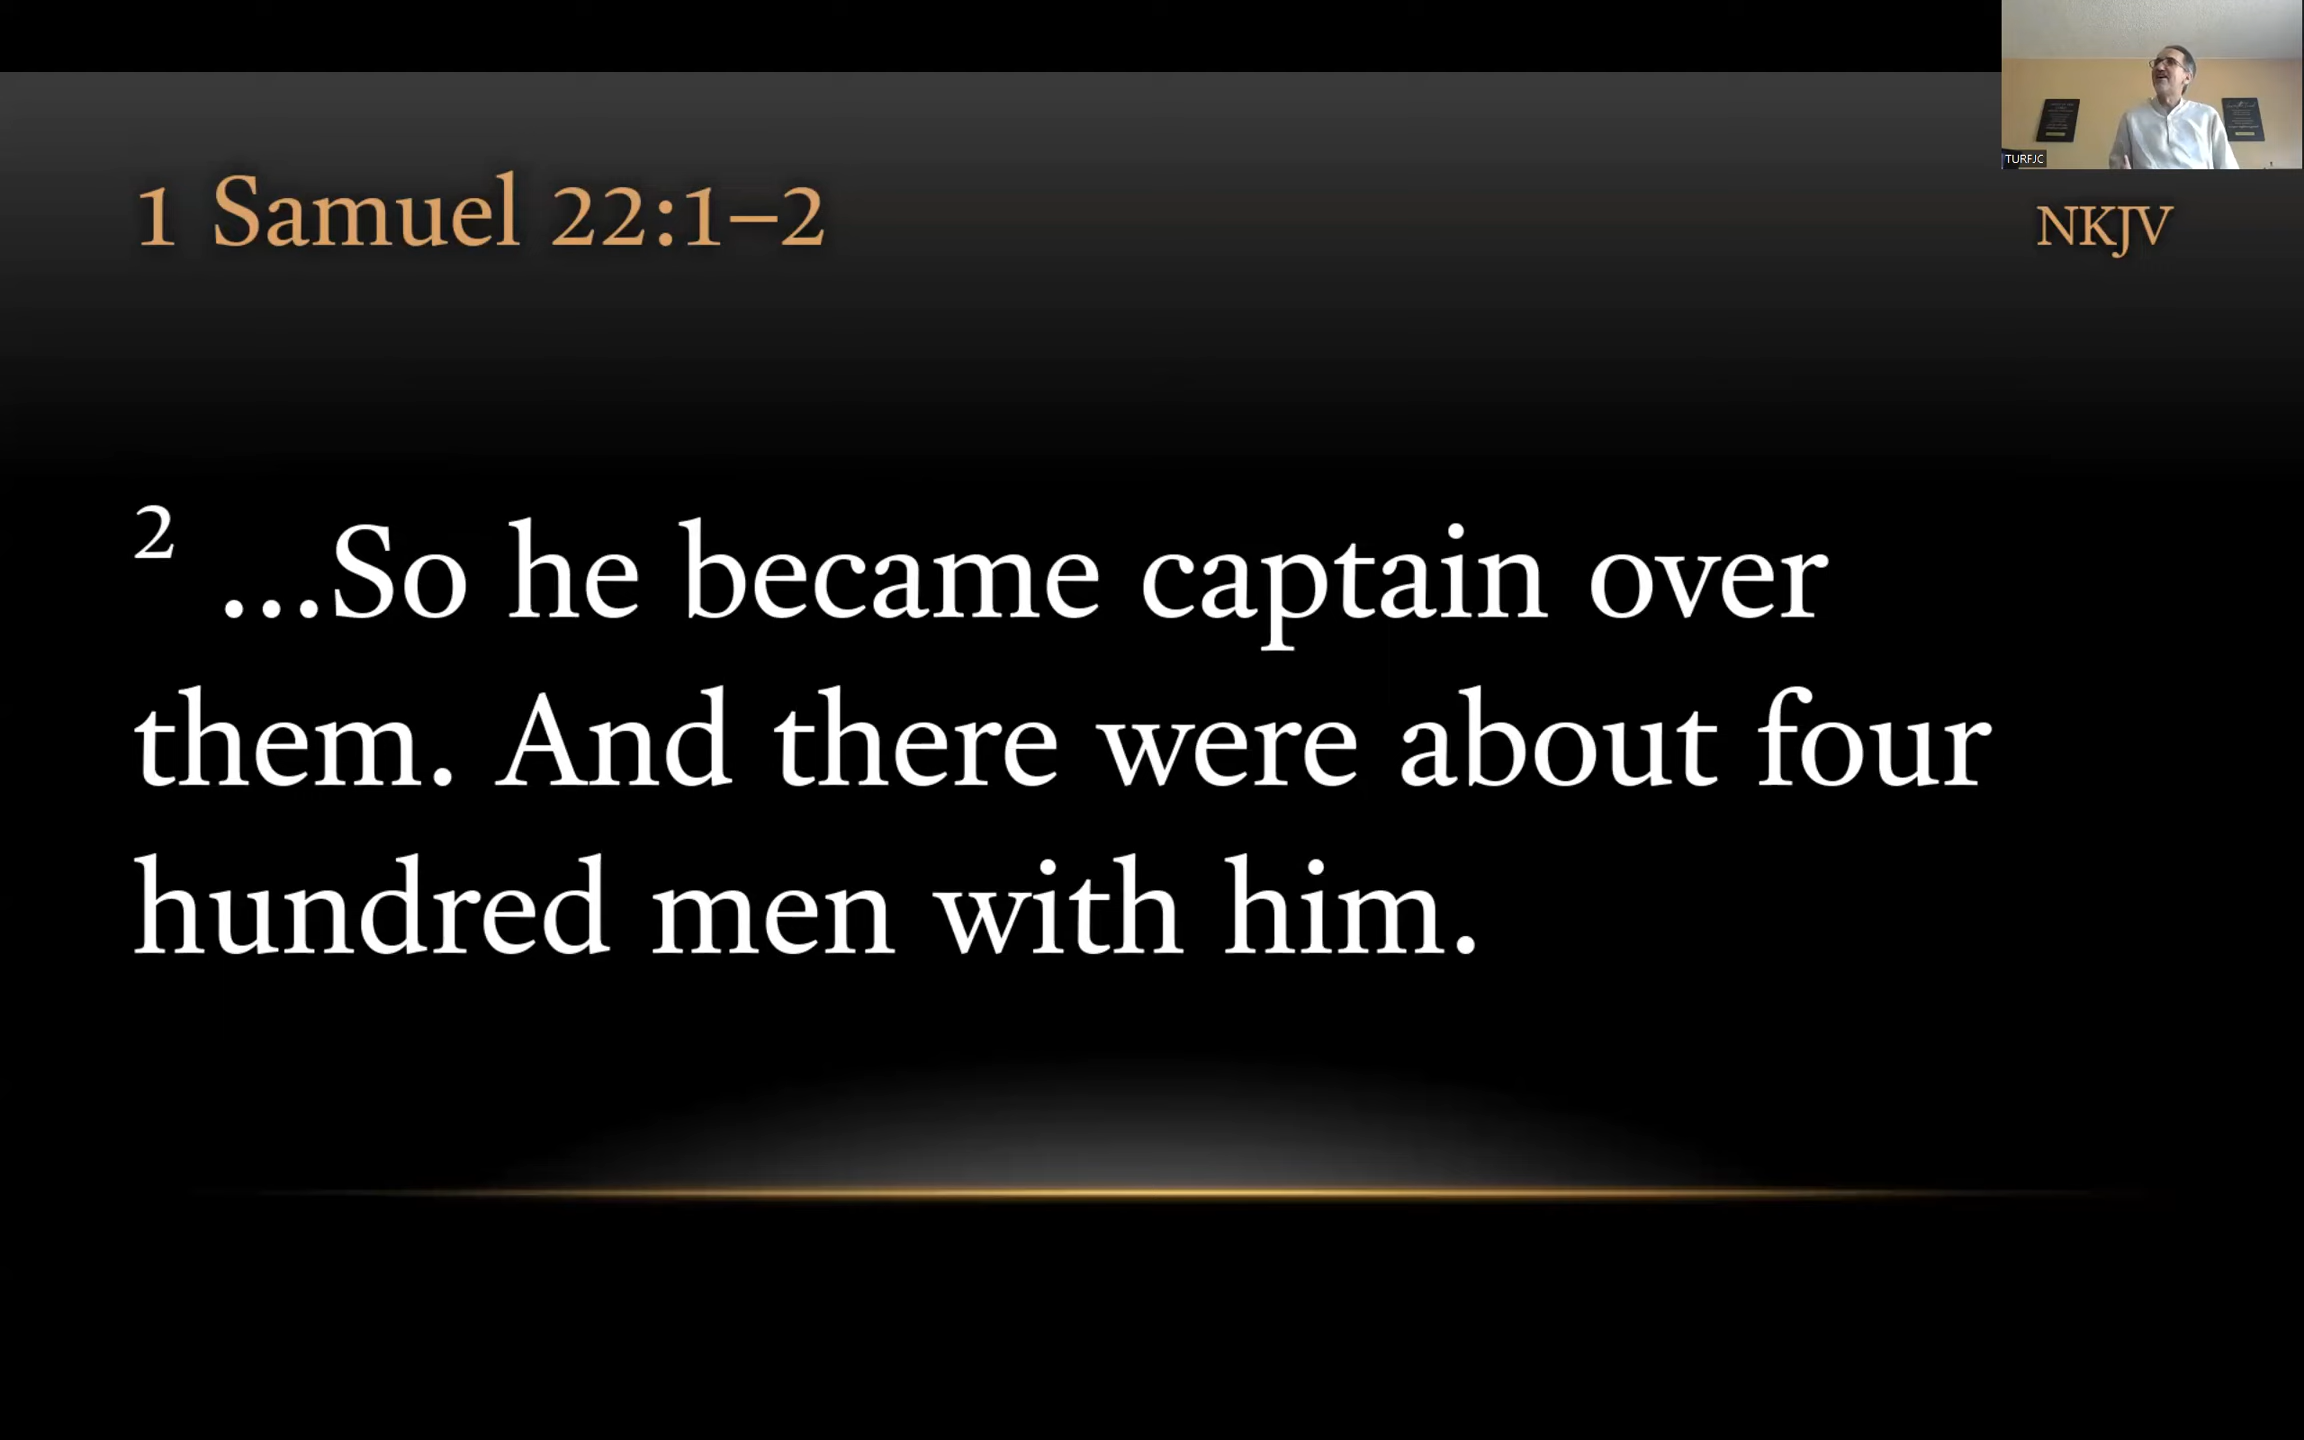 1 Samuel 22:1–2
NKJV
TURFJC
2 ...So he became captain over
them. And there were about four
hundred men with him.